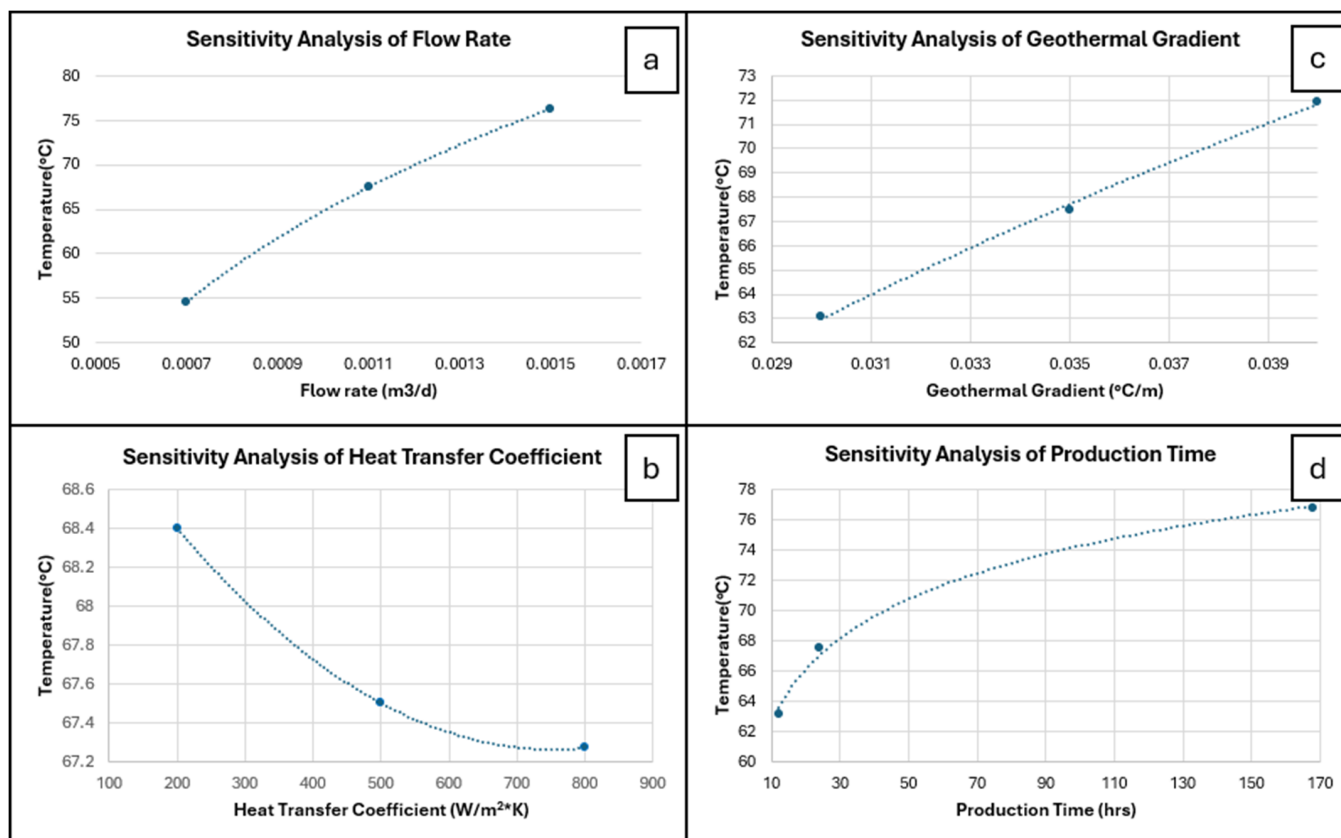 Sensitivity Analysis of Flow Rate
a
80
75
70
65
60
55
50
Temperature(°C)
0.0005 0.0007 0.0009 0.0011 0.0013 0.0015 0.0017
Flow rate (m3/d)
Sensitivity Analysis of Geothermal Gradient
c
73
72
71
70
69
68
67
66
65
64
63
62
Temperature(°C)
0.029 0.031 0.033 0.035 0.037 0.039
Geothermal Gradient (°C/m)
Sensitivity Analysis of Heat Transfer Coefficient
b
68.6
68.4
68.2
68
67.8
67.6
67.4
67.2
Temperature(°C)
100 200 300 400 500 600 700 800 900
Heat Transfer Coefficient (W/m²*K)
Sensitivity Analysis of Production Time
d
78
76
74
72
70
68
66
64
62
60
Temperature(°C)
10 30 50 70 90 110 130 150 170
Production Time (hrs)